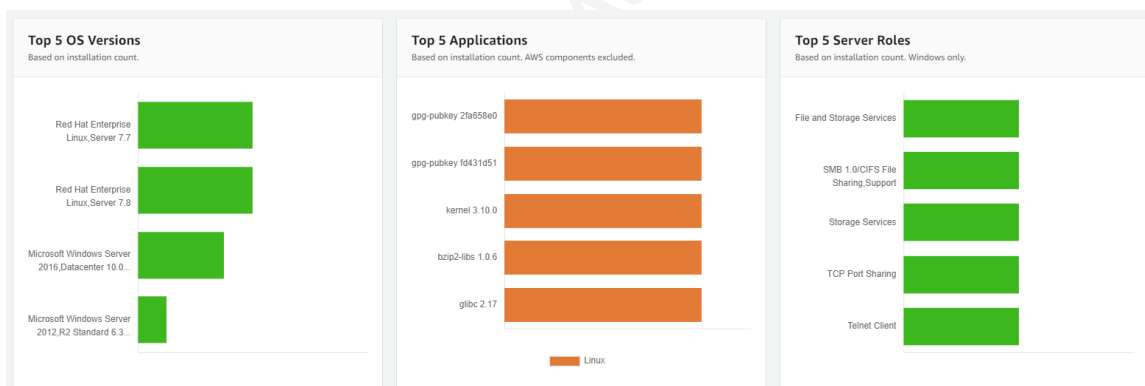 Top 5 OS Versions
Based on installation count.
Red Hat Enterprise
Linux,Server 7.7
Red Hat Enterprise
Linux,Server 7.8
Microsoft Windows Server
2016,Datacenter 10.0...
Microsoft Windows Server
2012,R2 Standard 6.3...
Top 5 Applications
Based on installation count. AWS components excluded.
gpg-pubkey 2fa658e0
gpg-pubkey fd431d51
kernel 3.10.0
bzip2-libs 1.0.6
glibc 2.17
Linux
Top 5 Server Roles
Based on installation count. Windows only.
File and Storage Services
SMB 1.0/CIFS File
Sharing,Support
Storage Services
TCP Port Sharing
Telnet Client